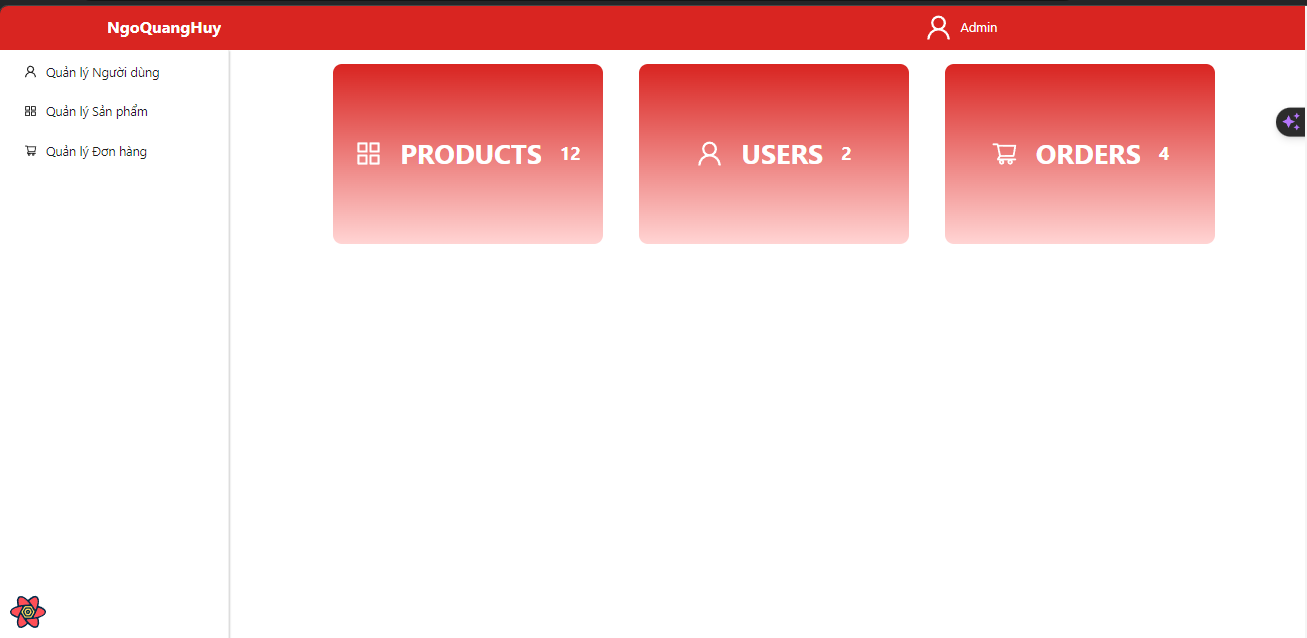 NgoQuangHuy
Admin
Quản lý Người dùng
Quản lý Sản phẩm
Quản lý Đơn hàng
PRODUCTS 12
USERS 2
ORDERS 4